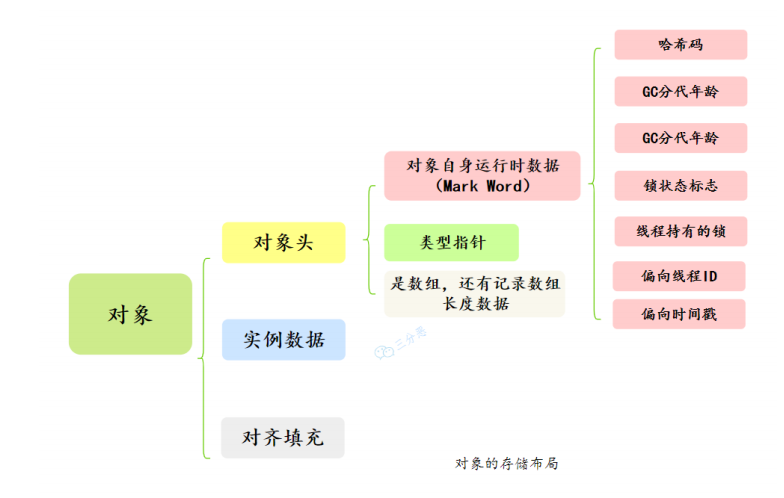 哈希码
GC分代年龄
GC分代年龄
对象自身运行时数据
（Mark Word）
锁状态标志
线程持有的锁
对象头
类型指针
偏向线程ID
是数组，还有记录数组
长度数据
对象
偏向时间戳
实例数据
三分恶
对齐填充
对象的存储布局